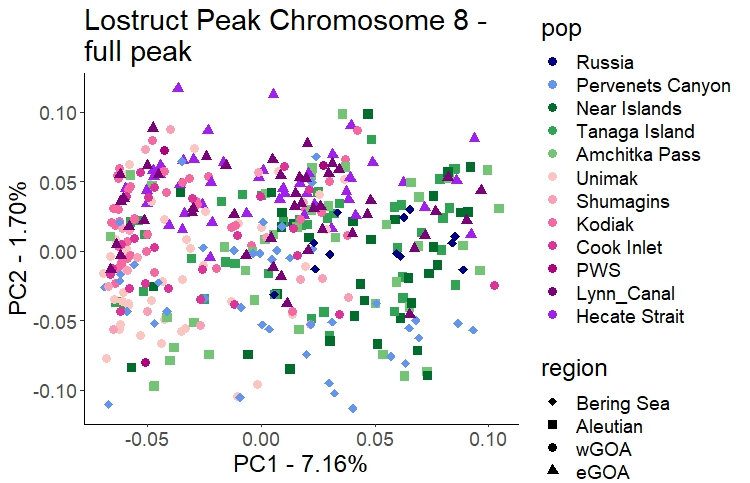 Lostruct Peak Chromosome 8 -
full peak
PC2 - 1.70%
0.10
0.05
0.00
-0.05
-0.10
-0.05
0.00
0.05
0.10
PC1 - 7.16%
pop
Russia
Pervenets Canyon
Near Islands
Tanaga Island
Amchitka Pass
Unimak
Shumagins
Kodiak
Cook Inlet
PWS
Lynn_Canal
Hecate Strait
region
Bering Sea
Aleutian
wGOA
eGOA